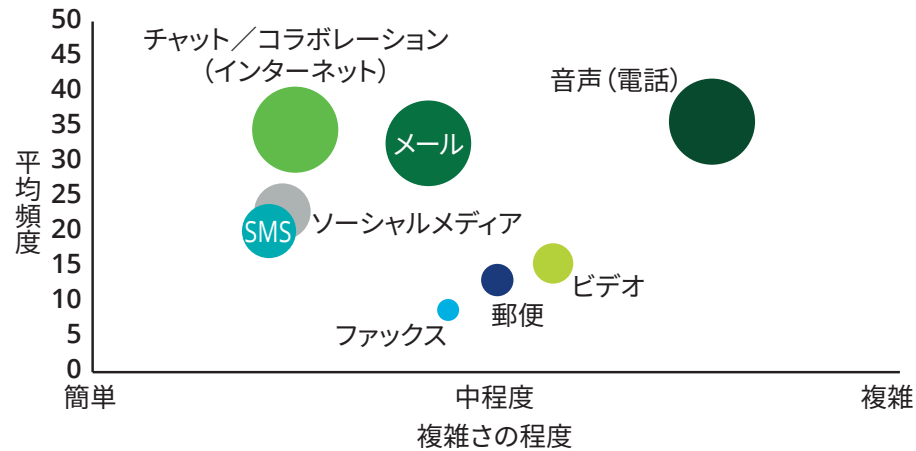 50
45
40
35
30
25
20
15
10
5
0
平均頻度
チャット／コラボレーション
（インターネット）
音声（電話）
メール
ソーシャルメディア
SMS
ビデオ
郵便
ファックス
簡単
中程度
複雑
複雑さの程度